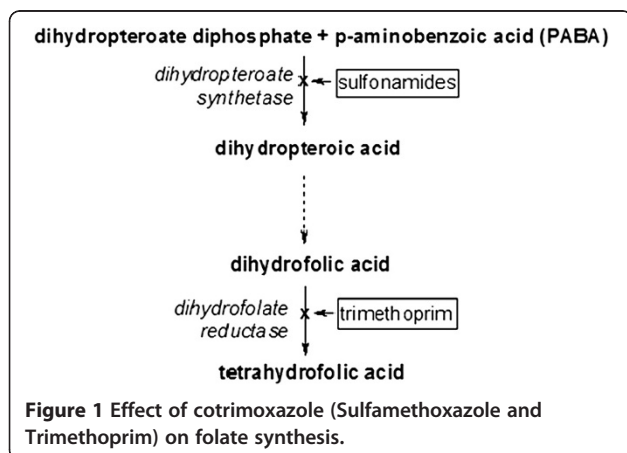 dihydropteroate diphosphate + p-aminobenzoic acid (PABA)
dihydropteroate
synthetase
sulfonamides
dihydropteroic acid
dihydrofolic acid
dihydrofolate
reductase
trimethoprim
tetrahydrofolic acid
Figure 1 Effect of cotrimoxazole (Sulfamethoxazole and
Trimethoprim) on folate synthesis.